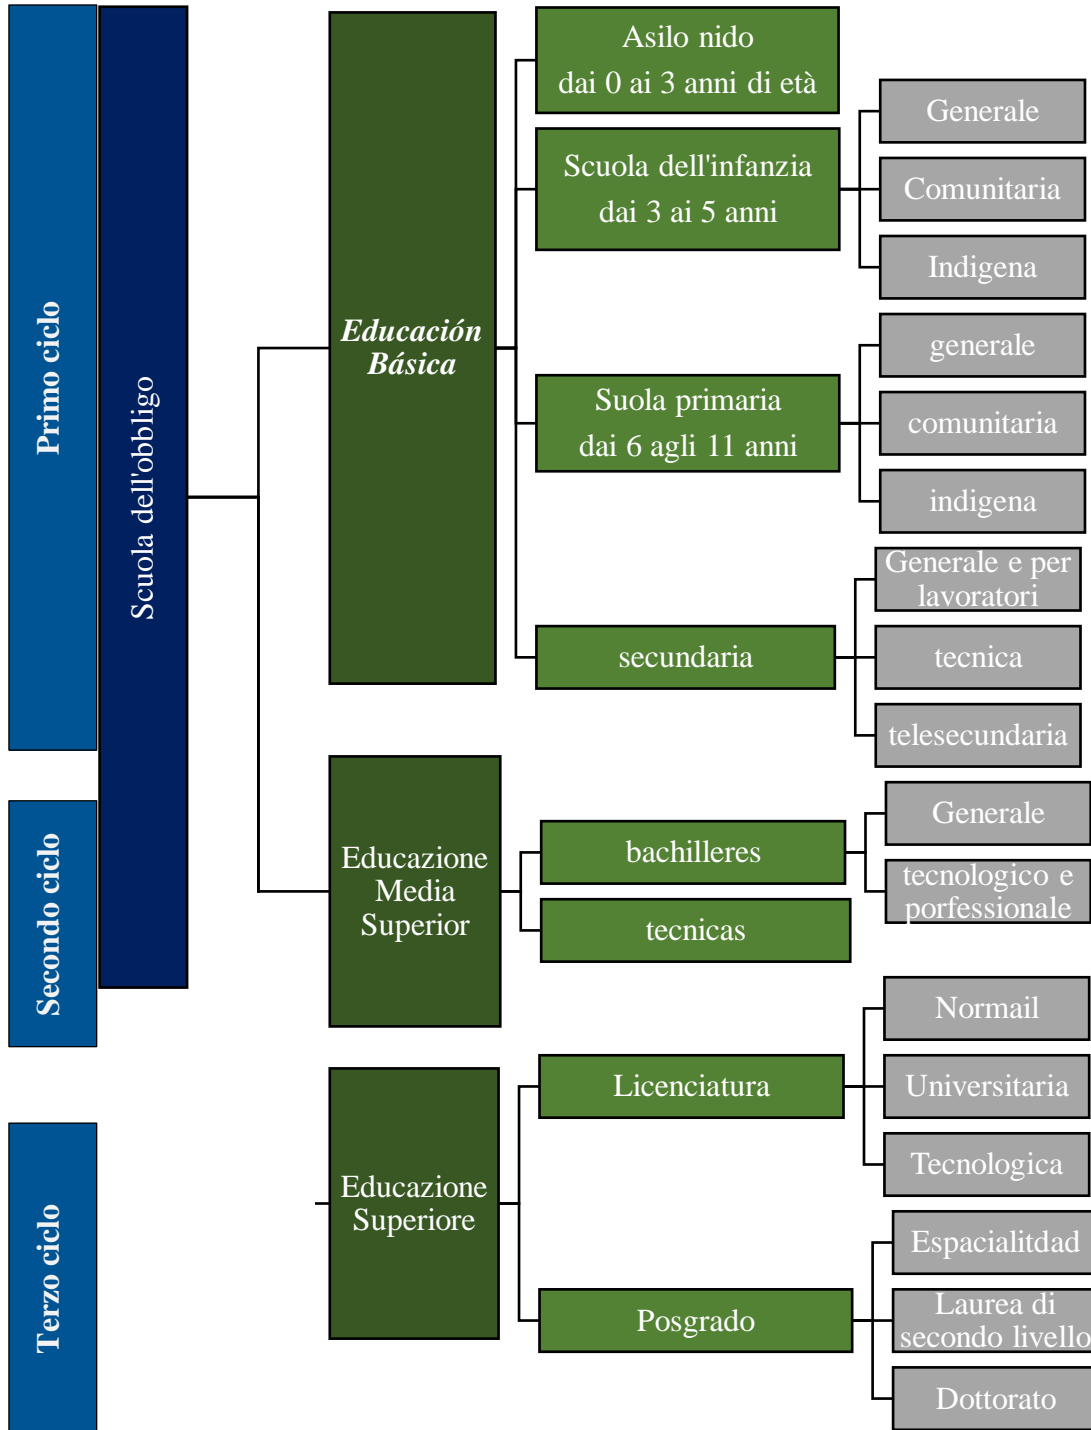 Primo ciclo
Secondo ciclo
Terzo ciclo
Scuola dell'obbligo
Educación
Básica
Asilo nido
dai 0 ai 3 anni di età
Scuola dell'infanzia
dai 3 ai 5 anni
Generale
Comunitaria
Indigena
Suola primaria
dai 6 agli 11 anni
generale
comunitaria
indigena
secundaria
Generale e per
lavoratori
tecnica
telesecundaria
Educazione
Media
Superior
bachilleres
Generale
tecnologico e
porfessionale
tecnicas
Educazione
Superiore
Licenciatura
Normail
Universitaria
Tecnologica
Posgrado
Espacialitdad
Laurea di
secondo livello
Dottorato